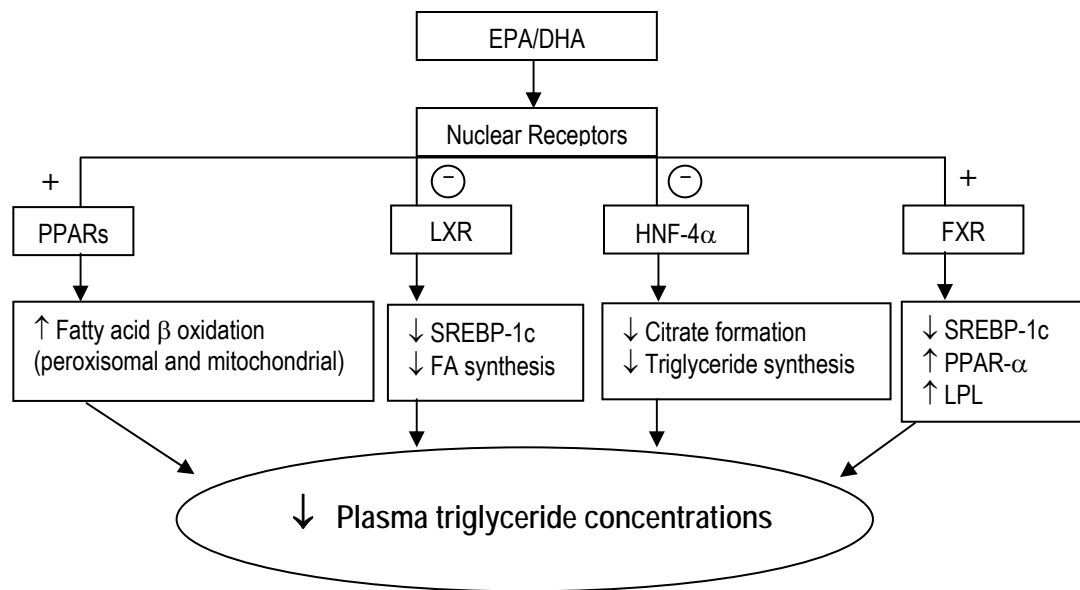 EPA/DHA
Nuclear Receptors
+
−
−
+
PPARs
LXR
HNF-4α
FXR
↑ Fatty acid β oxidation
(peroxisomal and mitochondrial)
↓ SREBP-1c
↓ FA synthesis
↓ Citrate formation
↓ Triglyceride synthesis
↓ SREBP-1c
↑ PPAR-α
↑ LPL
↓ Plasma triglyceride concentrations